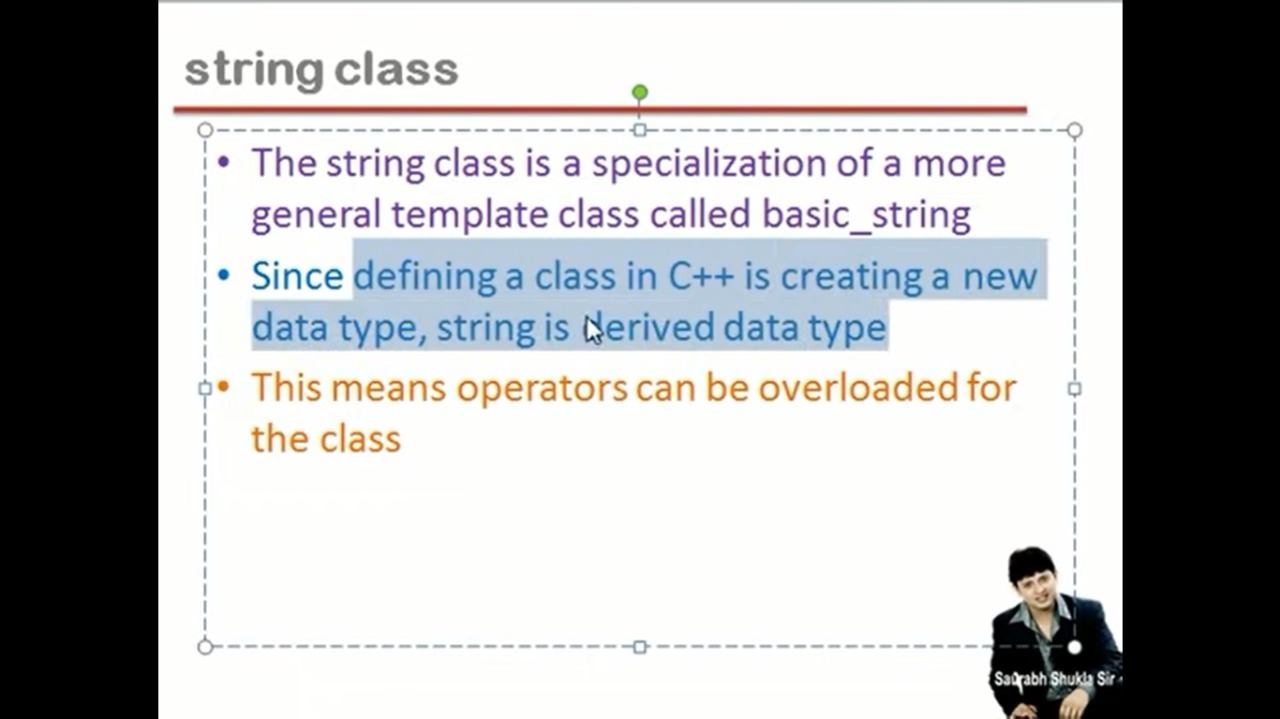 string class
• The string class is a specialization of a more
general template class called basic_string
• Since defining a class in C++ is creating a new
data type, string is derived data type
• This means operators can be overloaded for
the class
Saurabh Shukla Sir